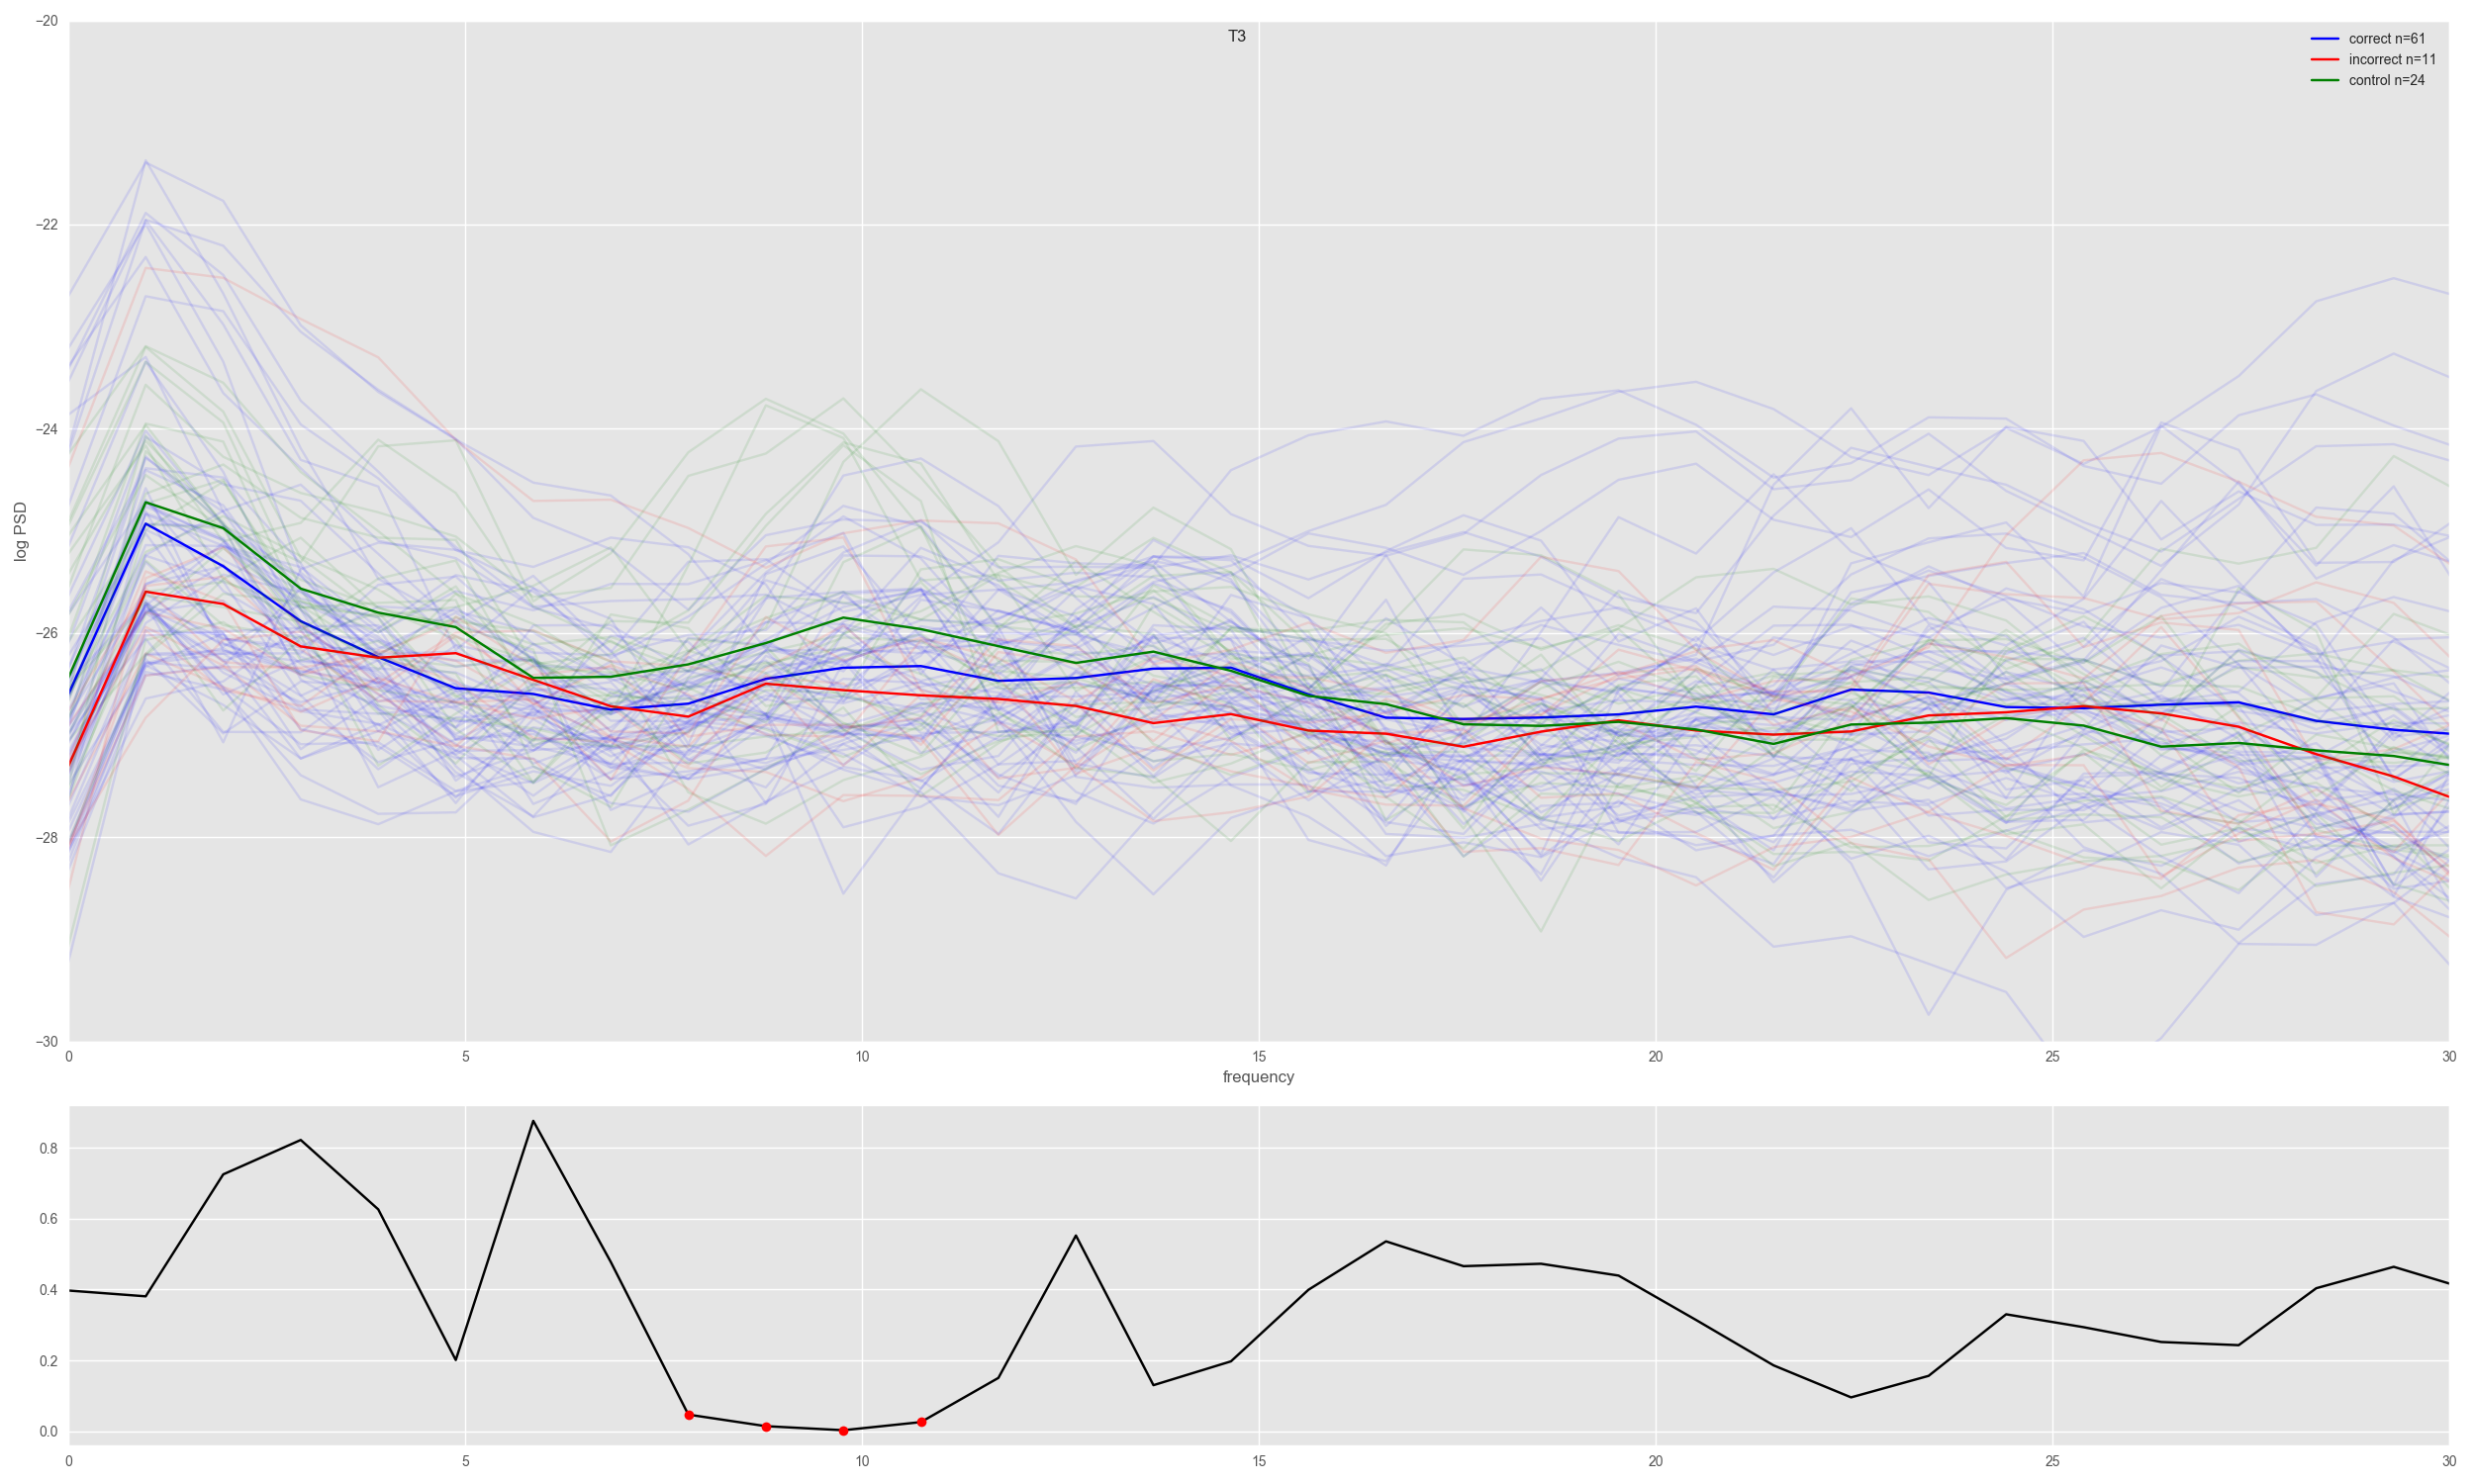 T3
correct n=61
incorrect n=11
control n=24
−20
−22
−24
−26
−28
−30
log PSD
0 5 10 15 20 25 30
frequency
0.8
0.6
0.4
0.2
0.0
0 5 10 15 20 25 30